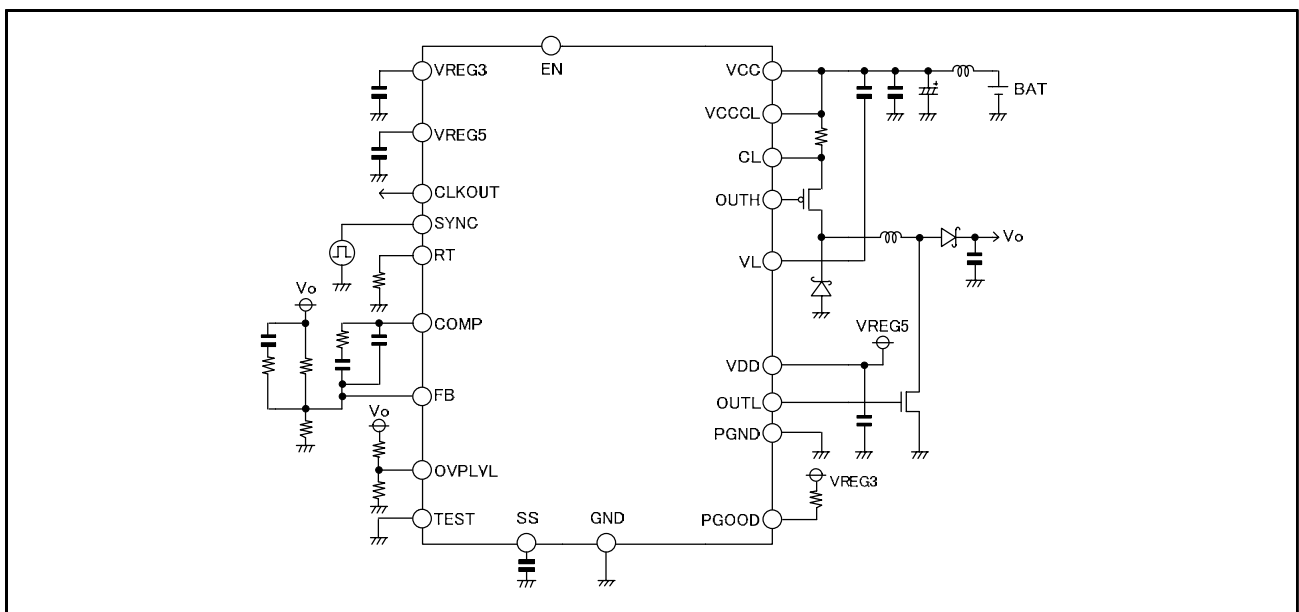 EN
VREG3
VREG5
CLKOUT
SYNC
RT
Vo
COMP
FB
Vo
OVPLVL
TEST
SS
GND
VCC
BAT
VCCCL
CL
OUTH
Vo
VL
VREG5
VDD
OUTL
PGND
VREG3
PGOOD